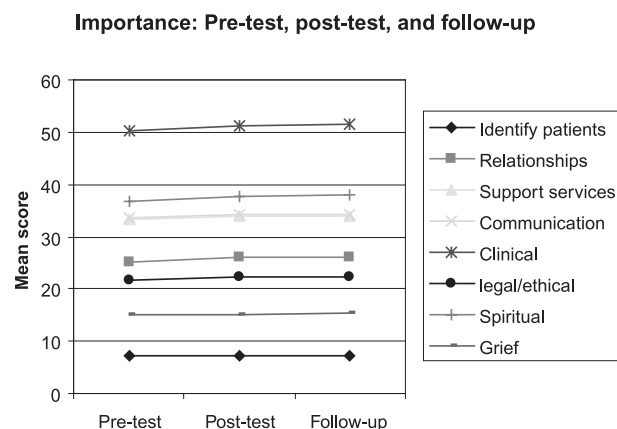 Importance: Pre-test, post-test, and follow-up
60
50
40
30
20
10
0
Mean score
Pre-test
Post-test
Follow-up
Identify patients
Relationships
Support services
Communication
Clinical
legal/ethical
Spiritual
Grief